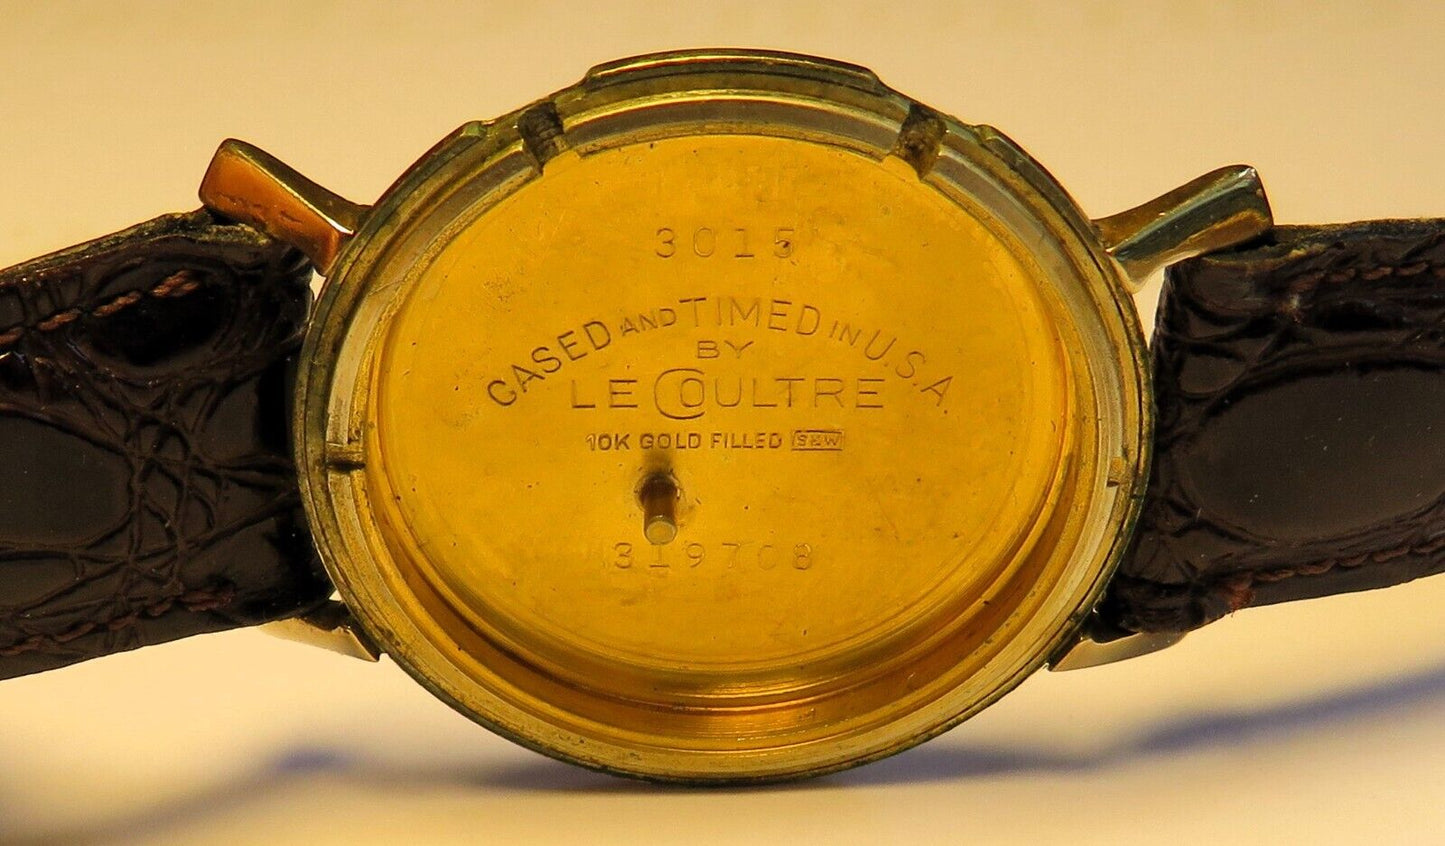 3015
CASED AND TIMED IN U.S.A
BY
LECOULTRE
10K GOLD FILLED S&W
319708